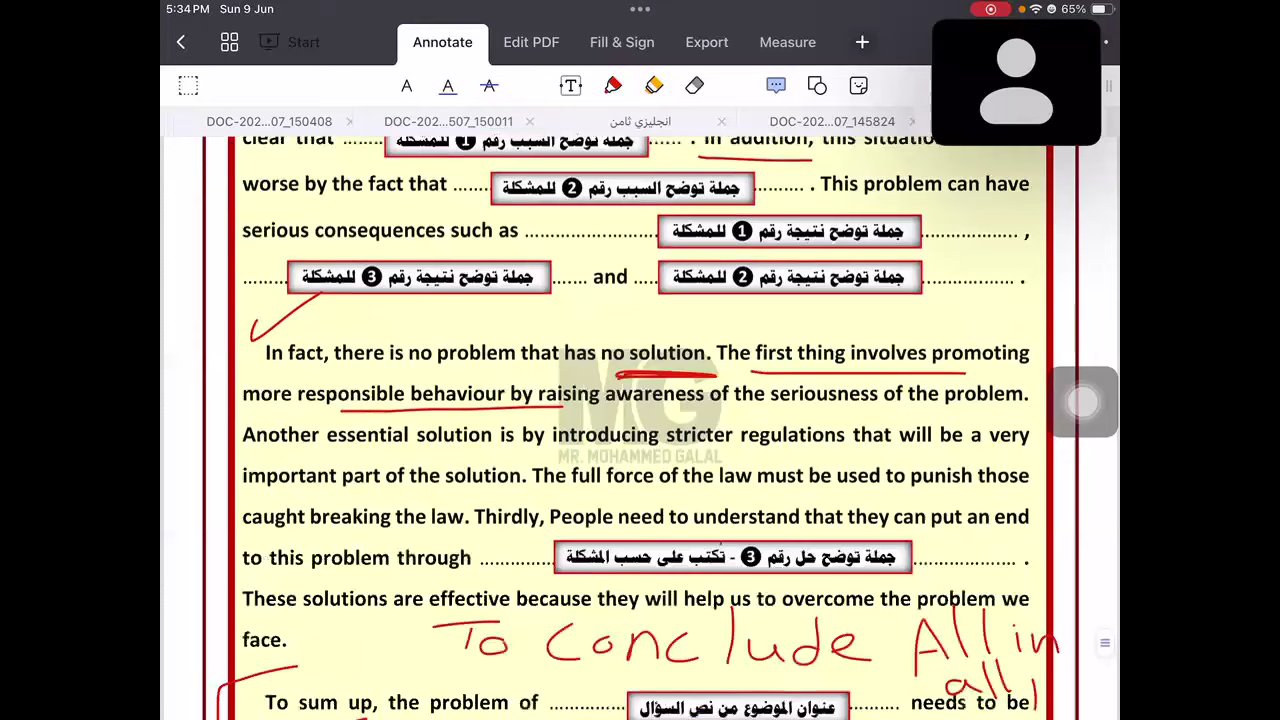 5:34 PM Sun 9 Jun
65%
Start
Annotate
Edit PDF
Fill & Sign
Export
Measure
DOC-202...07_150408
DOC-202...507_150011
انجليزي ثامن
DOC-202...07_145824
clear that ........ جملة توضح السبب رقم 1 للمشكلة ...... . In addition, this situation
worse by the fact that ...... جملة توضح السبب رقم 2 للمشكلة .......... . This problem can have
serious consequences such as ...................... جملة توضح نتيجة رقم 1 للمشكلة .................... ,
......... جملة توضح نتيجة رقم 3 للمشكلة ....... and ..... جملة توضح نتيجة رقم 2 للمشكلة ................... .
In fact, there is no problem that has no solution. The first thing involves promoting
more responsible behaviour by raising awareness of the seriousness of the problem.
Another essential solution is by introducing stricter regulations that will be a very
important part of the solution. The full force of the law must be used to punish those
caught breaking the law. Thirdly, People need to understand that they can put an end
to this problem through ............ جملة توضح حل رقم 3 - تُكتب على حسب المشكلة ..................... .
These solutions are effective because they will help us to overcome the problem we
face.
To conclude All in all,
To sum up, the problem of ............... عنوان الموضوع من نص السؤال .......... needs to be
MG
MR. MOHAMMED GALAL